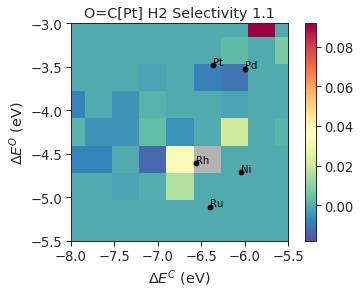 O=C[Pt] H2 Selectivity 1.1
−3.0
−3.5
−4.0
−4.5
−5.0
−5.5
ΔE^O (eV)
Pt
Pd
Rh
Ni
Ru
−8.0 −7.5 −7.0 −6.5 −6.0 −5.5
ΔE^C (eV)
0.08
0.06
0.04
0.02
0.00